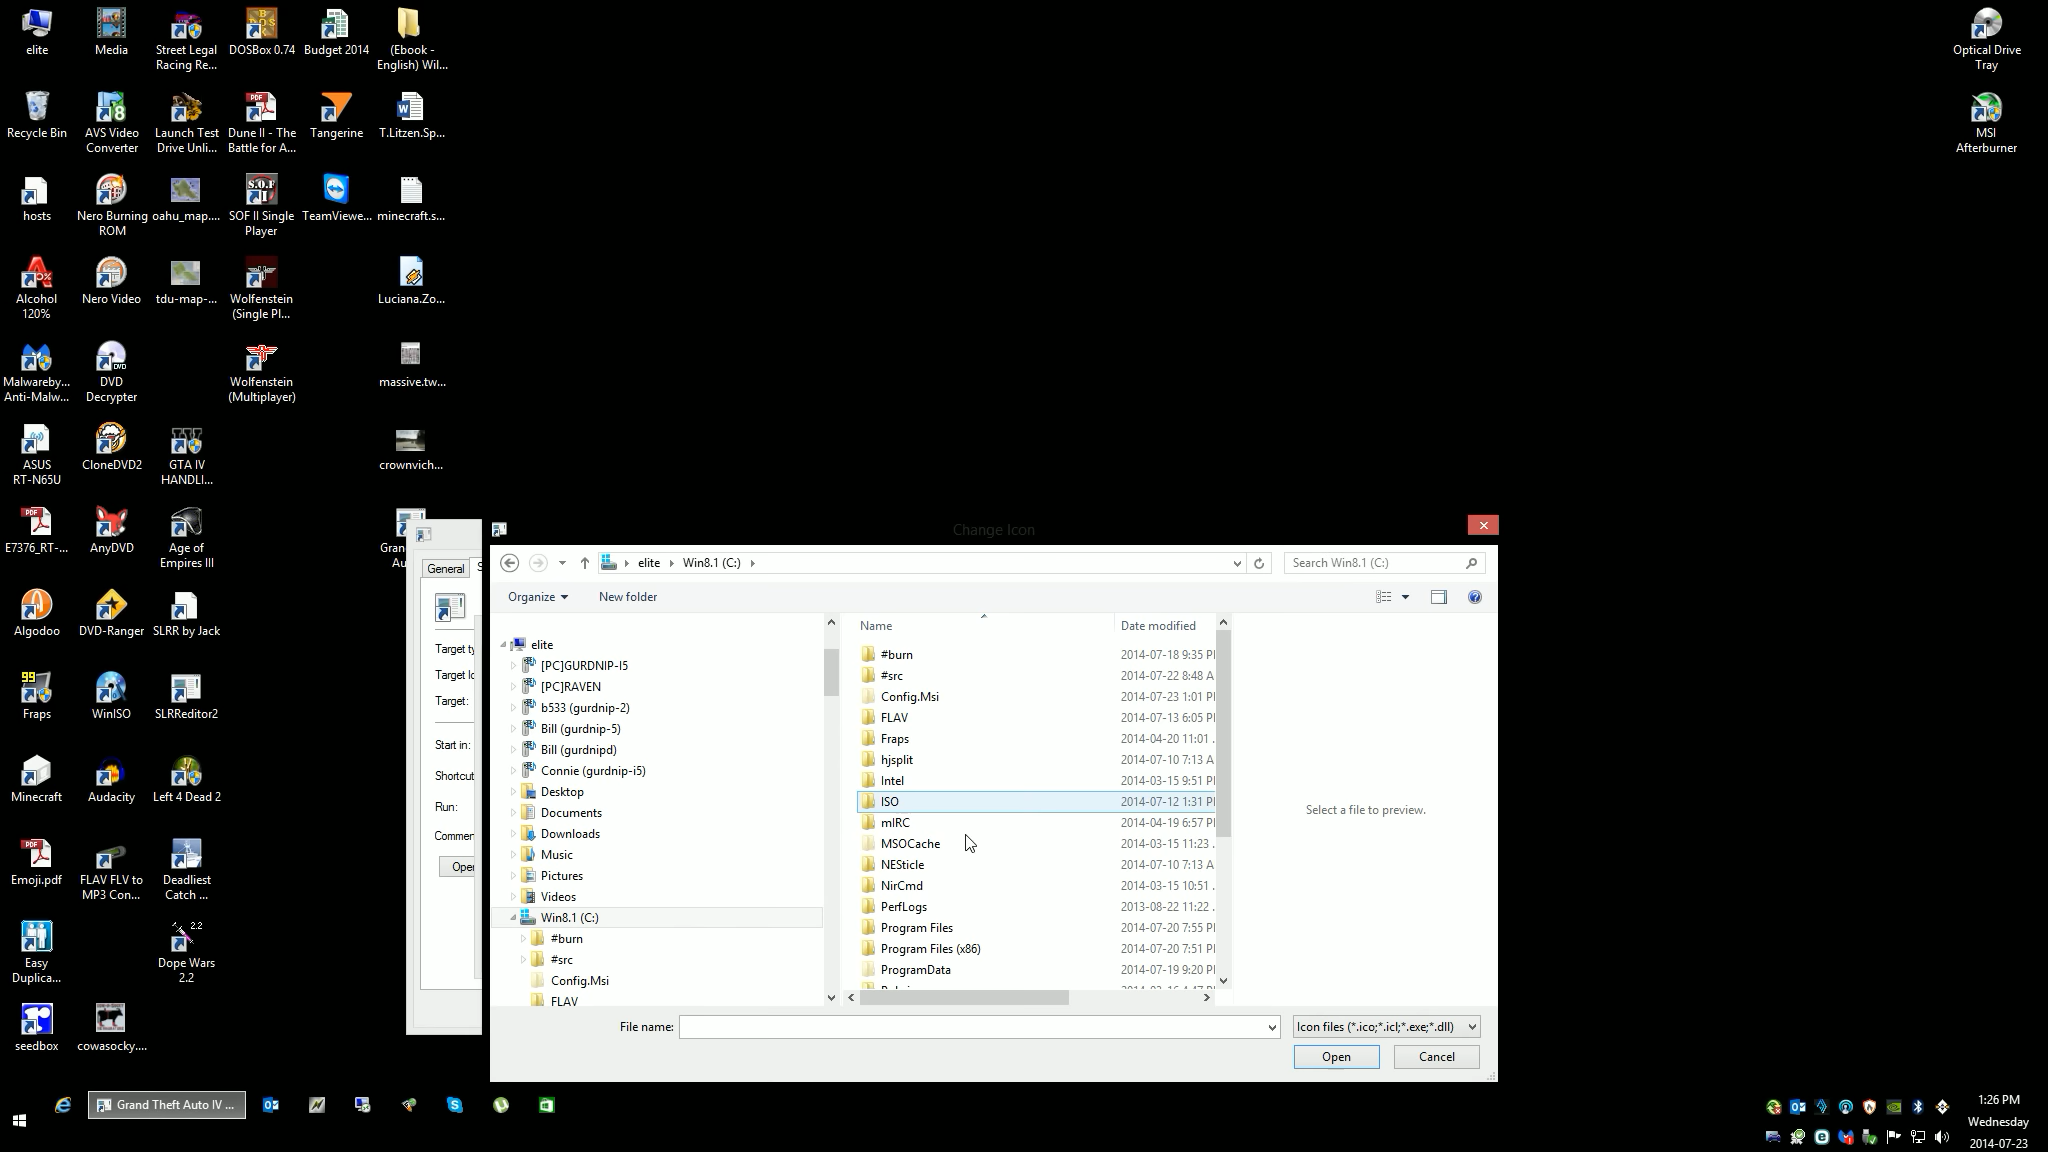 elite
Media
Street Legal
Racing Re...
DOSBox 0.74
Budget 2014
(Ebook -
English) Wil...
Optical Drive
Tray
Recycle Bin
AVS Video
Converter
Launch Test
Drive Unli...
Dune II - The
Battle for A...
Tangerine
T.Litzen.Sp...
MSI
Afterburner
hosts
Nero Burning
ROM
oahu_map....
SOF II Single
Player
TeamViewe...
minecraft.s...
Alcohol
120%
Nero Video
tdu-map-...
Wolfenstein
(Single Pl...
Luciana.Zo...
Malwareby...
Anti-Malw...
DVD
Decrypter
Wolfenstein
(Multiplayer)
massive.tw...
ASUS
RT-N65U
CloneDVD2
GTA IV
HANDLI...
crownvich...
E7376_RT-...
AnyDVD
Age of
Empires III
Gran
Au
Algodoo
DVD-Ranger
SLRR by Jack
Fraps
WinISO
SLRReditor2
Minecraft
Audacity
Left 4 Dead 2
Emoji.pdf
FLAV FLV to
MP3 Con...
Deadliest
Catch ...
Easy
Duplica...
Dope Wars
2.2
seedbox
cowasocky....
General
Target ty
Target lo
Target:
Start in:
Shortcut
Run:
Commen
Open
Change Icon
elite
Win8.1 (C:)
Search Win8.1 (C:)
Organize
New folder
elite
[PC]GURDNIP-I5
[PC]RAVEN
b533 (gurdnip-2)
Bill (gurdnip-5)
Bill (gurdnipd)
Connie (gurdnip-i5)
Desktop
Documents
Downloads
Music
Pictures
Videos
Win8.1 (C:)
#burn
#src
Config.Msi
FLAV
Name Date modified
#burn 2014-07-18 9:35 P
#src 2014-07-22 8:48 A
Config.Msi 2014-07-23 1:01 P
FLAV 2014-07-13 6:05 P
Fraps 2014-04-20 11:01 .
hjsplit 2014-07-10 7:13 A
Intel 2014-03-15 9:51 P
ISO 2014-07-12 1:31 P
mIRC 2014-04-19 6:57 P
MSOCache 2014-03-15 11:23 .
NESticle 2014-07-10 7:13 A
NirCmd 2014-03-15 10:51 .
PerfLogs 2013-08-22 11:22 .
Program Files 2014-07-20 7:55 P
Program Files (x86) 2014-07-20 7:51 P
ProgramData 2014-07-19 9:20 P
Select a file to preview.
File name:
Icon files (*.ico;*.icl;*.exe;*.dll)
Open
Cancel
Grand Theft Auto IV ...
1:26 PM
Wednesday
2014-07-23